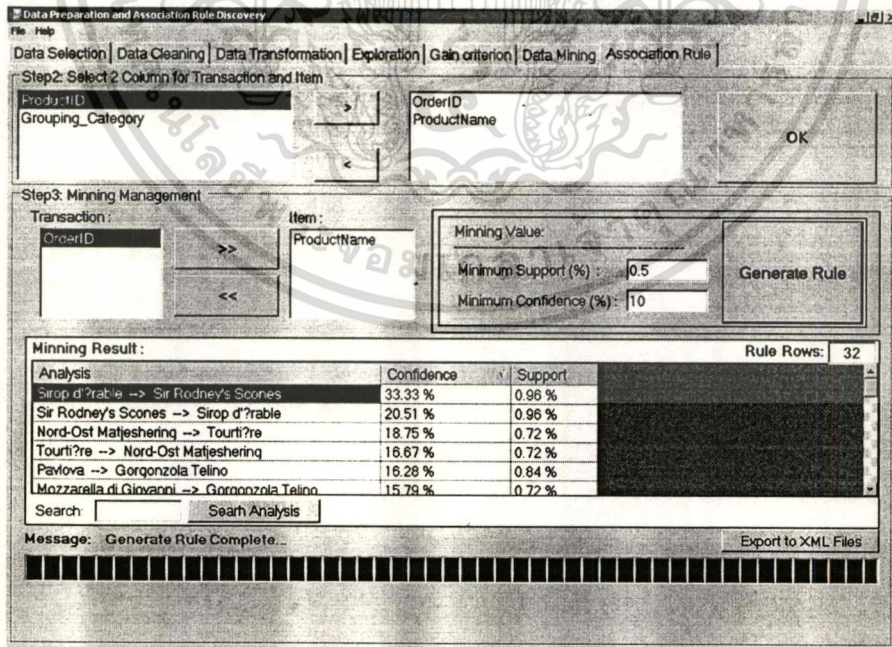 Data Preparation and Association Rule Discovery
File Help
Data Selection Data Cleaning Data Transformation Exploration Gain criterion Data Mining Association Rule
Step2: Select 2 Column for Transaction and Item
ProductID
Grouping_Category
>
<
OrderID
ProductName
OK
Step3: Minning Management
Transaction :
OrderID
>>
<<
Item :
ProductName
Minning Value:
Minimum Support (%) : 0.5
Minimum Confidence (%) : 10
Generate Rule
Minning Result : Rule Rows: 32
Analysis Confidence Support
Sirop d'?rable --> Sir Rodney's Scones 33.33 % 0.96 %
Sir Rodney's Scones --> Sirop d'?rable 20.51 % 0.96 %
Nord-Ost Matjeshering --> Tourti?re 18.75 % 0.72 %
Tourti?re --> Nord-Ost Matjeshering 16.67 % 0.72 %
Pavlova --> Gorgonzola Telino 16.28 % 0.84 %
Mozzarella di Giovanni --> Gorgonzola Telino 15.79 % 0.72 %
Search: Searh Analysis
Message: Generate Rule Complete... Export to XML Files